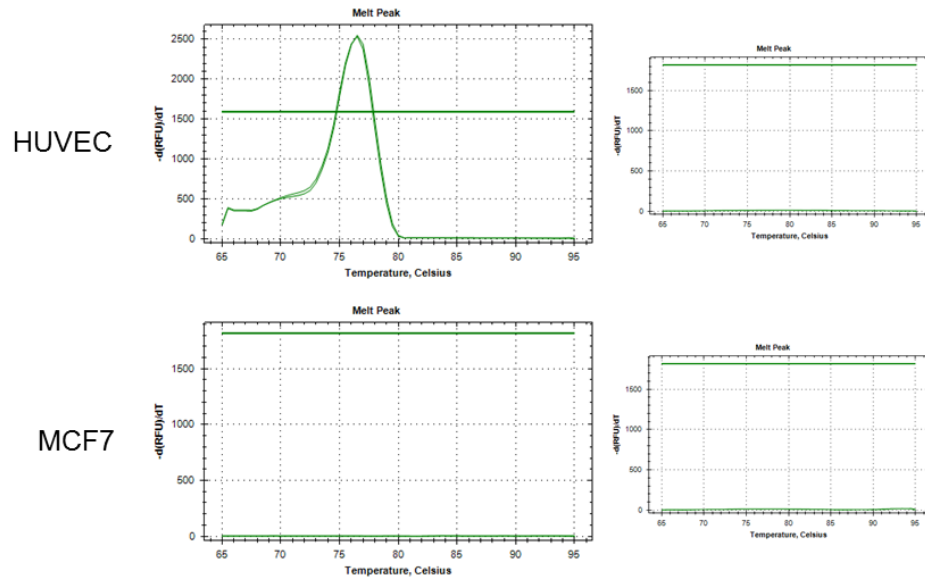 HUVEC
Melt Peak
-d(RFU)/dT
2500
2000
1500
1000
500
0
65 70 75 80 85 90 95
Temperature, Celsius
Melt Peak
-d(RFU)/dT
1500
1000
500
0
65 70 75 80 85 90 95
Temperature, Celsius
MCF7
Melt Peak
-d(RFU)/dT
1500
1000
500
0
65 70 75 80 85 90 95
Temperature, Celsius
Melt Peak
-d(RFU)/dT
1500
1000
500
0
65 70 75 80 85 90 95
Temperature, Celsius